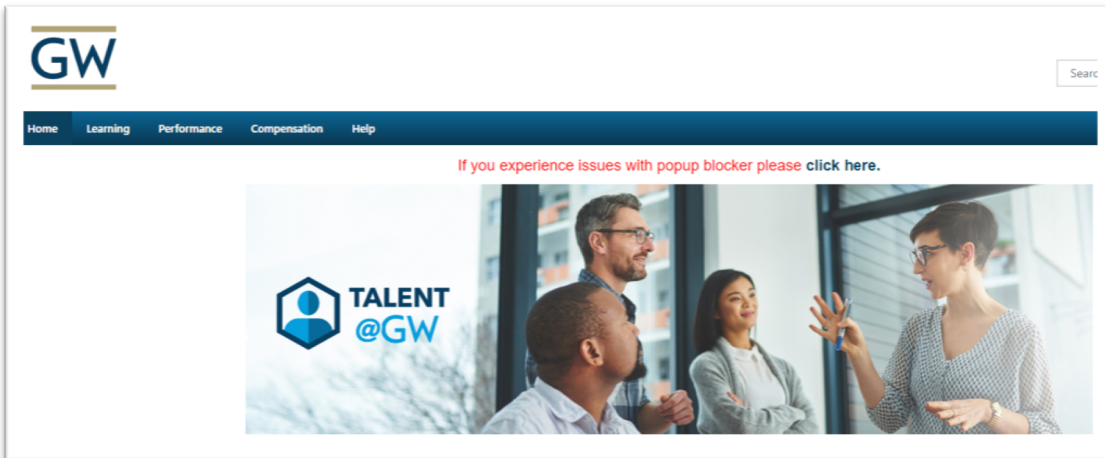 GW
Searc
Home Learning Performance Compensation Help
If you experience issues with popup blocker please click here.
TALENT
@GW